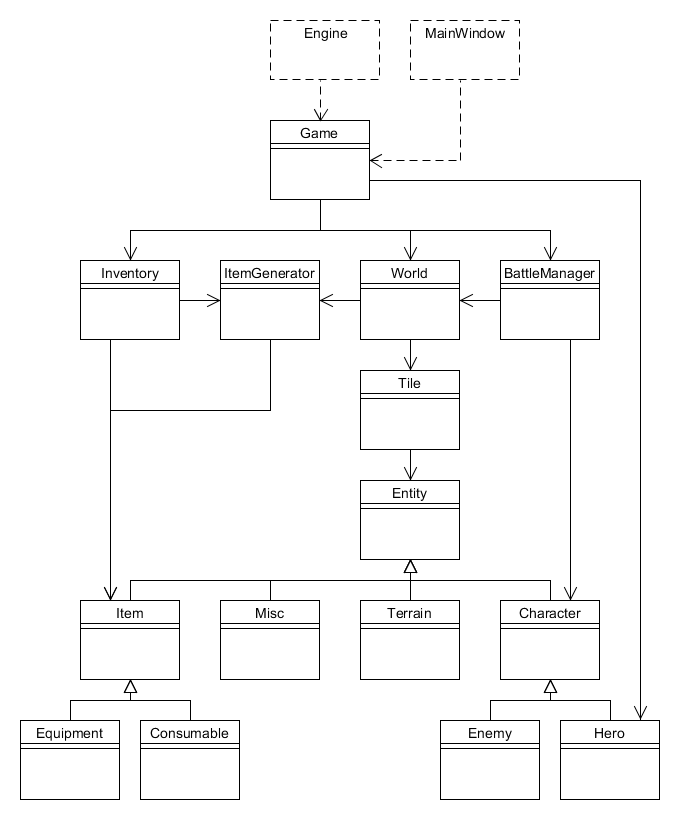 Engine
MainWindow
Game
Inventory
ItemGenerator
World
BattleManager
Tile
Entity
Item
Misc
Terrain
Character
Equipment
Consumable
Enemy
Hero